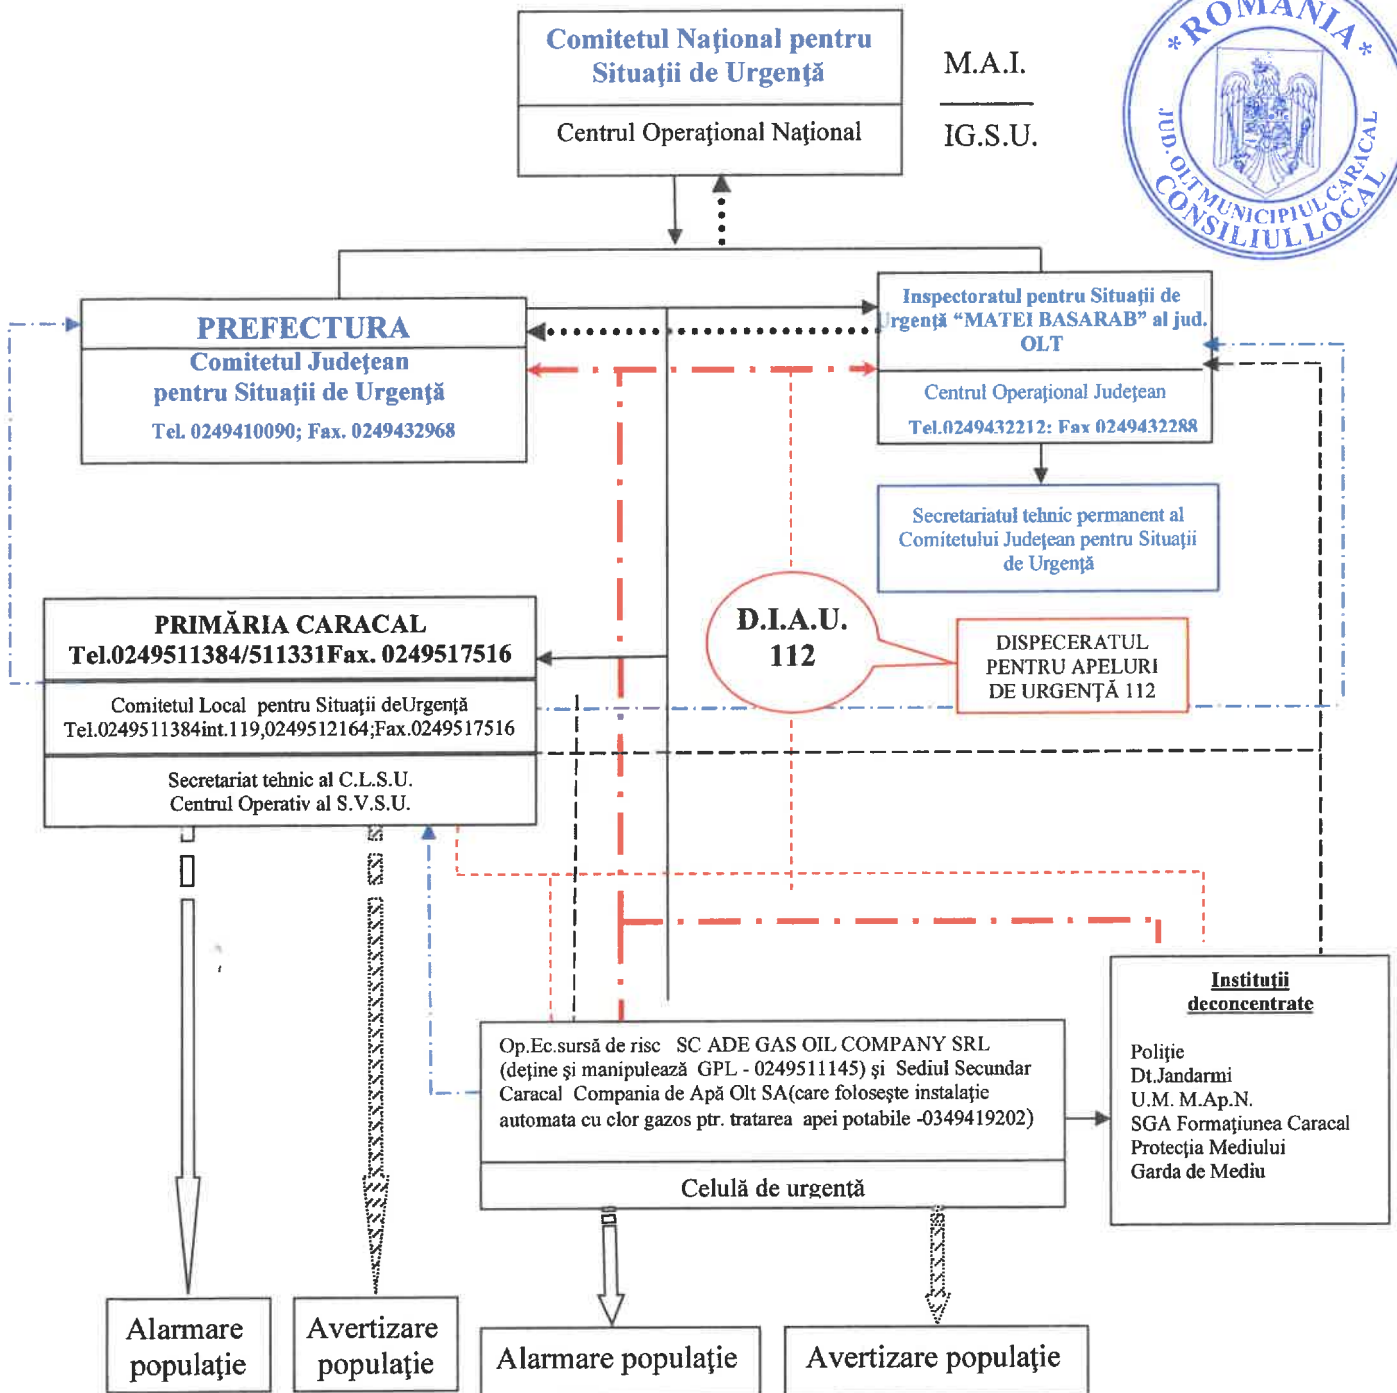 Comitetul Naţional pentru
Situaţii de Urgenţă
Centrul Operaţional Naţional
M.A.I.
IG.S.U.
* ROMÂNIA *
JUD. OLT MUNICIPIUL CARACAL
CONSILIUL LOCAL
PREFECTURA
Comitetul Judeţean
pentru Situaţii de Urgenţă
Tel. 0249410090; Fax. 0249432968
Inspectoratul pentru Situaţii de
Urgenţă “MATEI BASARAB” al jud.
OLT
Centrul Operaţional Judeţean
Tel.0249432212: Fax 0249432288
Secretariatul tehnic permanent al
Comitetului Judeţean pentru Situaţii
de Urgenţă
PRIMĂRIA CARACAL
Tel.0249511384/511331Fax. 0249517516
Comitetul Local pentru Situaţii deUrgenţă
Tel.0249511384int.119,0249512164;Fax.0249517516
Secretariat tehnic al C.L.S.U.
Centrul Operativ al S.V.S.U.
D.I.A.U.
112
DISPECERATUL
PENTRU APELURI
DE URGENŢĂ 112
Op.Ec.sursă de risc SC ADE GAS OIL COMPANY SRL
(deţine şi manipulează GPL - 0249511145) şi Sediul Secundar
Caracal Compania de Apă Olt SA(care foloseşte instalaţie
automata cu clor gazos ptr. tratarea apei potabile -0349419202)
Celulă de urgenţă
Instituţii
deconcentrate
Poliţie
Dt.Jandarmi
U.M. M.Ap.N.
SGA Formaţiunea Caracal
Protecţia Mediului
Garda de Mediu
Alarmare
populaţie
Avertizare
populaţie
Alarmare populaţie
Avertizare populaţie